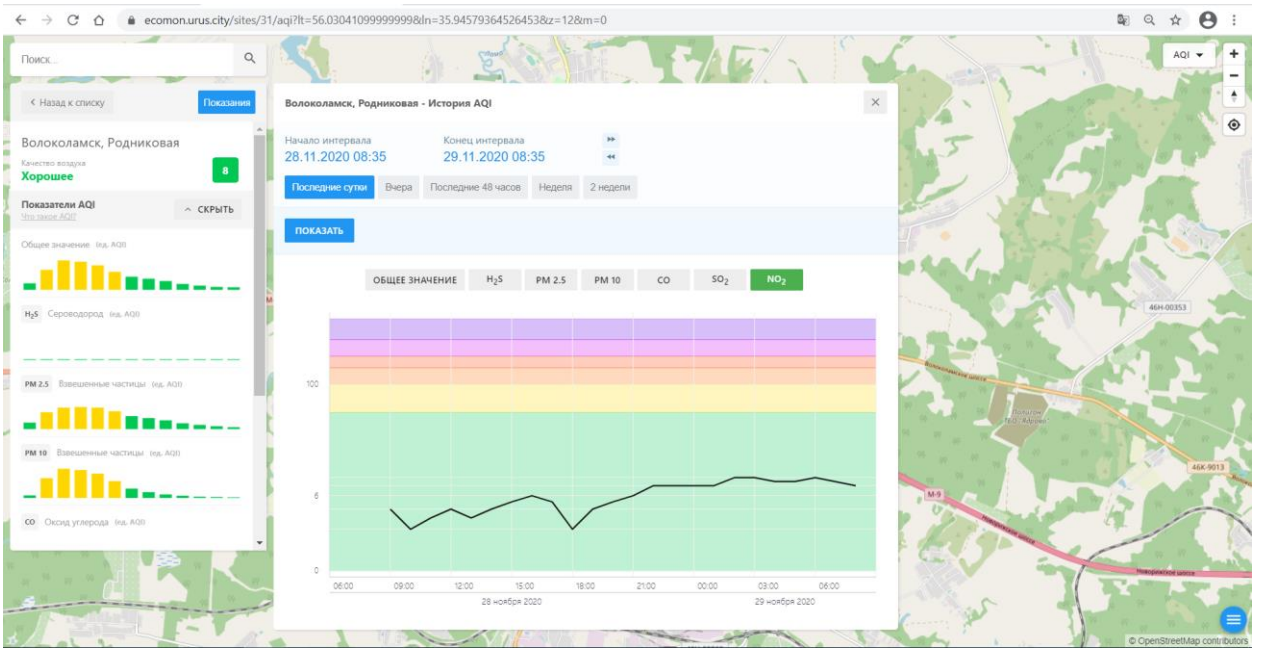 ecomon.urus.city/sites/31/aqi?lt=56.03041099999999&ln=35.94579364526453&z=12&m=0
Поиск...
AQI
+
−
< Назад к списку
Показания
Волоколамск, Родниковая - История AQI
Волоколамск, Родниковая
Качество воздуха
Хорошее
8
Показатели AQI
СКРЫТЬ
Что такое AQI?
Общее значение (ед. AQI)
H₂S Сероводород (ед. AQI)
PM 2.5 Взвешенные частицы (ед. AQI)
PM 10 Взвешенные частицы (ед. AQI)
CO Оксид углерода (ед. AQI)
Начало интервала Конец интервала
28.11.2020 08:35 29.11.2020 08:35
Последние сутки Вчера Последние 48 часов Неделя 2 недели
ПОКАЗАТЬ
ОБЩЕЕ ЗНАЧЕНИЕ H₂S PM 2.5 PM 10 CO SO₂ NO₂
100
6
0
06:00 09:00 12:00 15:00 18:00 21:00 00:00 03:00 06:00
28 ноября 2020 29 ноября 2020
46Н-00353
Волоколамское шоссе
Полигон
ТБО "Ядрово"
46К-9013
М-9
Новорижское шоссе
Новорижское шоссе
© OpenStreetMap contributors